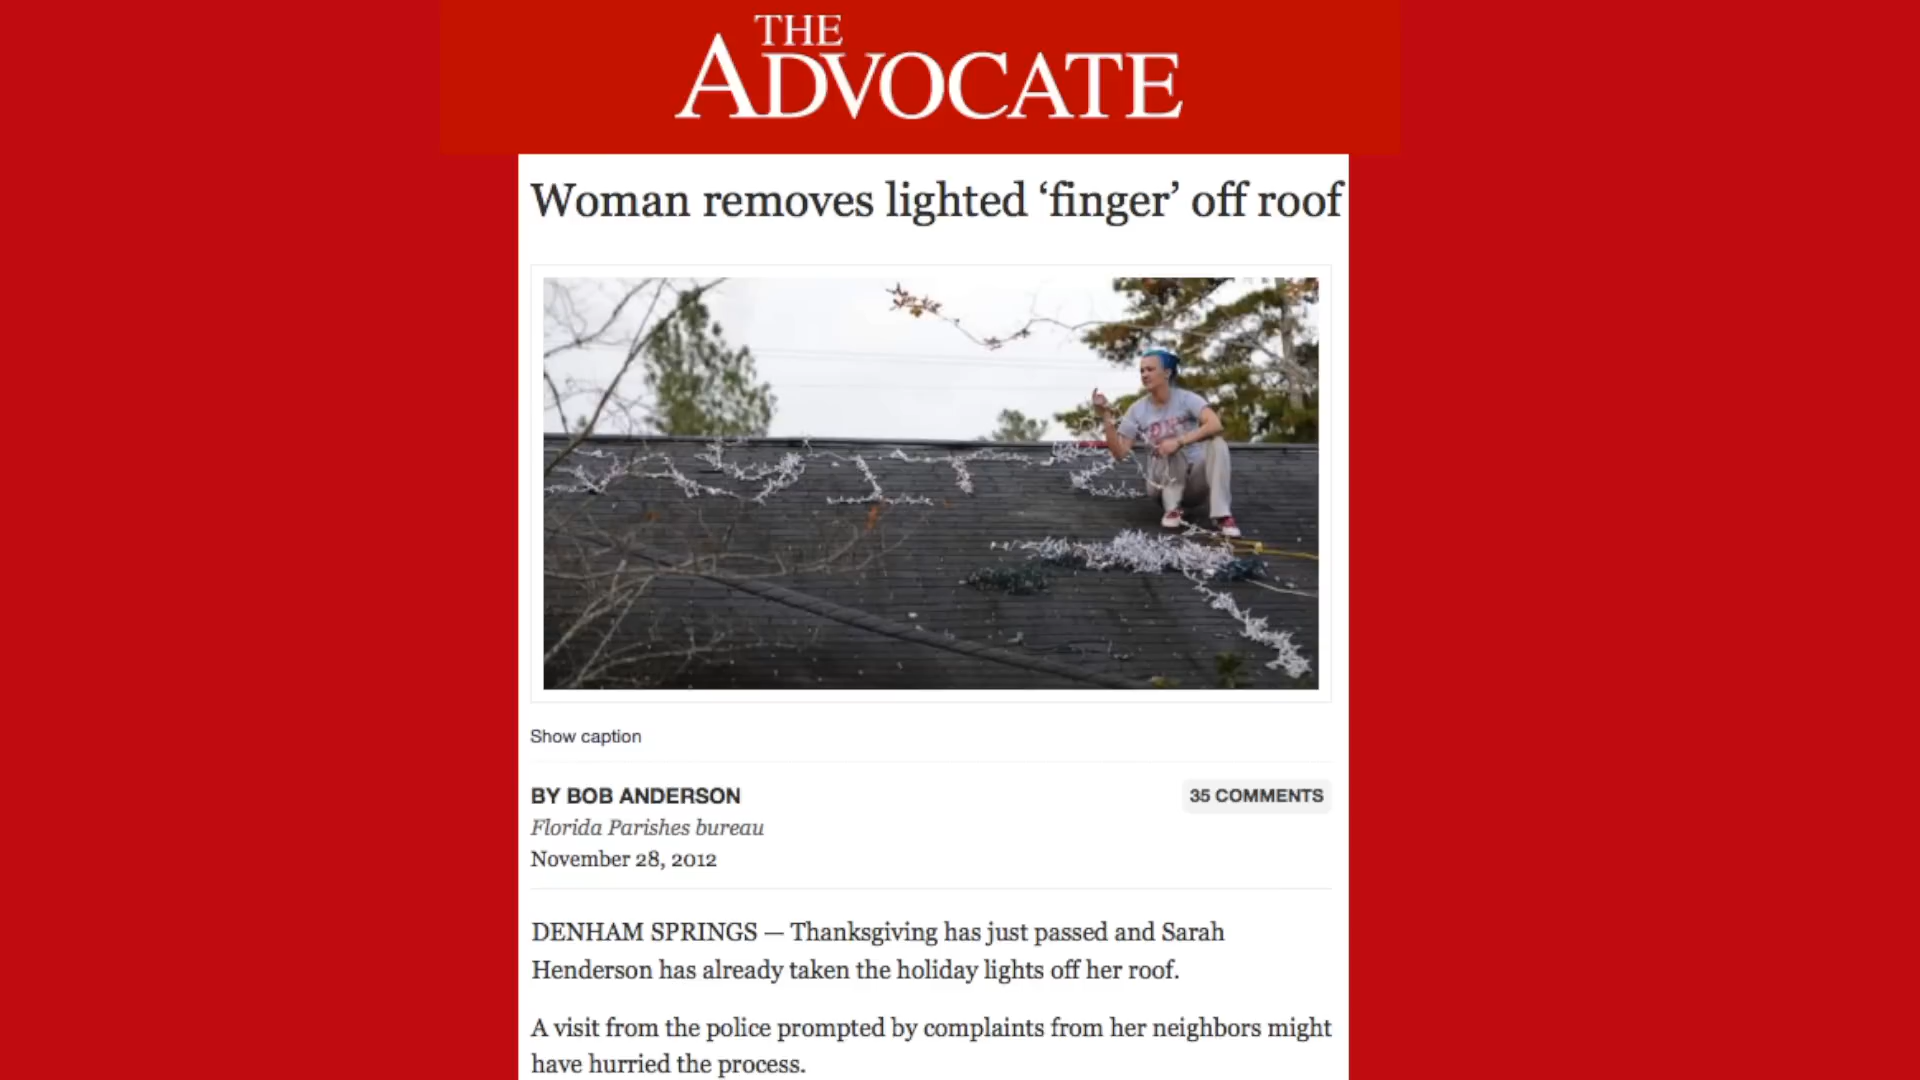 THE
ADVOCATE
Woman removes lighted ‘finger’ off roof
Show caption
BY BOB ANDERSON
35 COMMENTS
Florida Parishes bureau
November 28, 2012
DENHAM SPRINGS — Thanksgiving has just passed and Sarah
Henderson has already taken the holiday lights off her roof.
A visit from the police prompted by complaints from her neighbors might
have hurried the process.